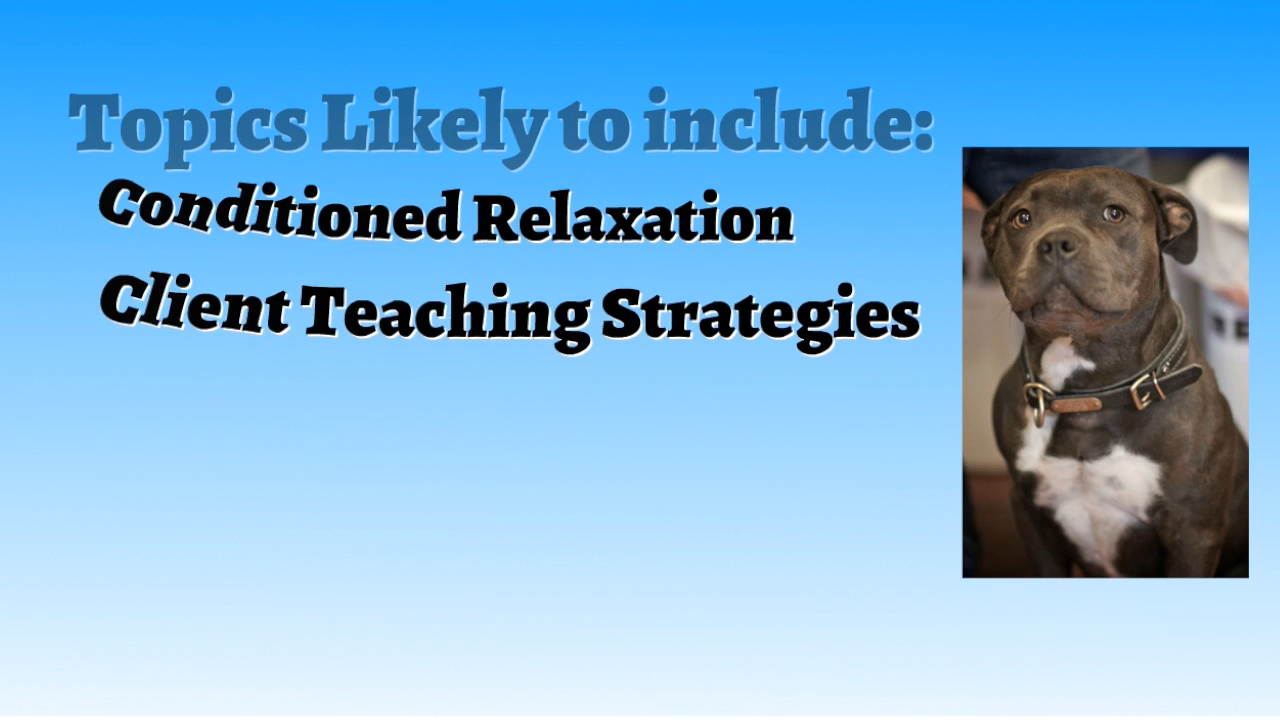 Topics Likely to include:
Conditioned Relaxation
Client Teaching Strategies